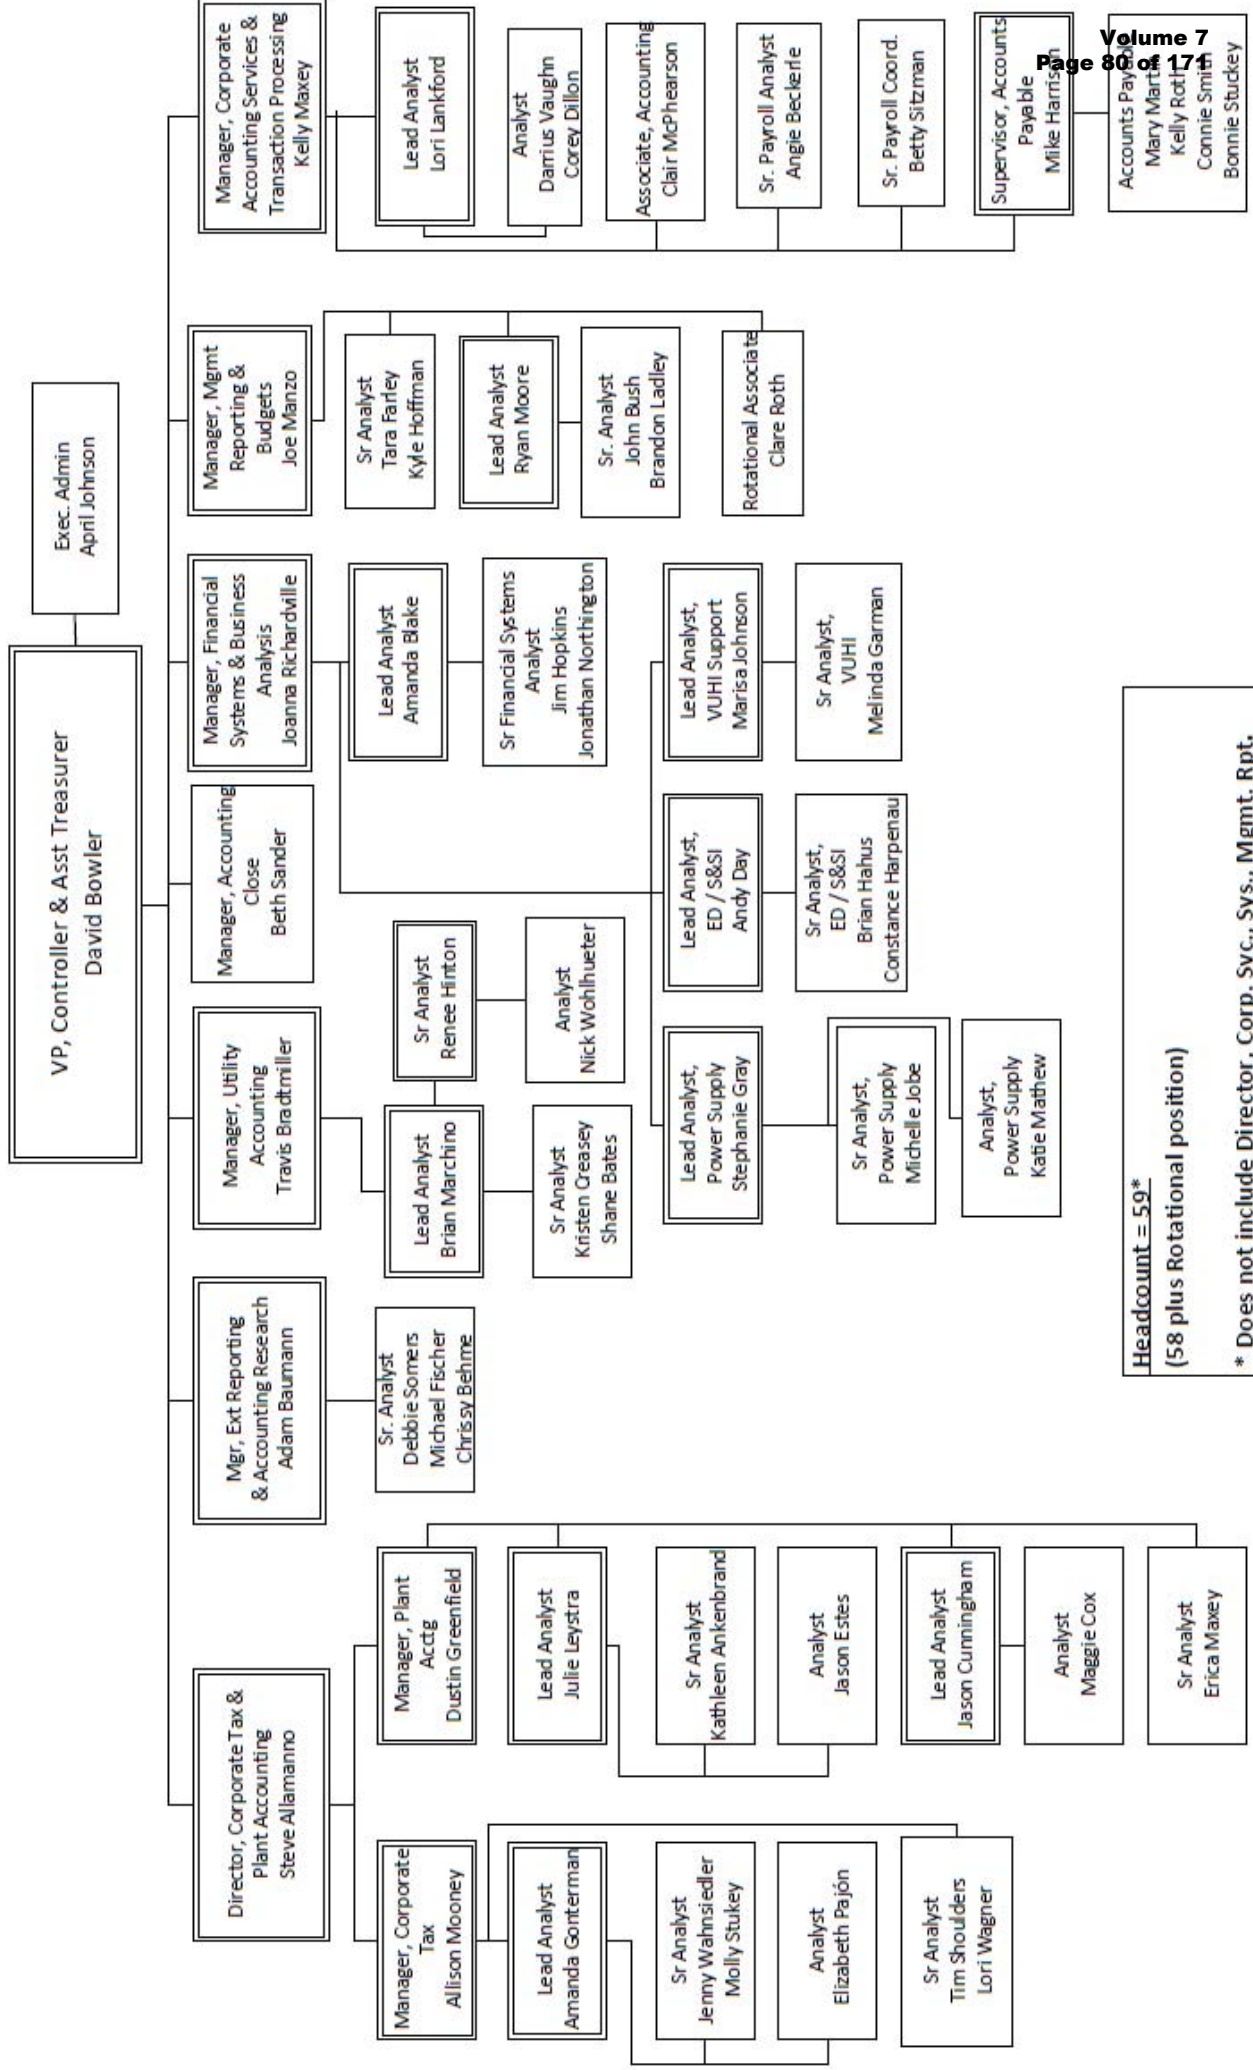 Volume 7
Page 80 of 171
VP, Controller & Asst Treasurer
David Bowler
Exec. Admin
April Johnson
Director, Corporate Tax &
Plant Accounting
Steve Allamanno
Mgr, Ext Reporting
& Accounting Research
Adam Baumann
Manager, Utility
Accounting
Travis Bradtmiller
Manager, Accounting
Close
Beth Sander
Manager, Financial
Systems & Business
Analysis
Joanna Richardville
Manager, Mgmt
Reporting &
Budgets
Joe Manzo
Manager, Corporate
Accounting Services &
Transaction Processing
Kelly Maxey
Manager, Corporate
Tax
Allison Mooney
Lead Analyst
Amanda Gonterman
Sr Analyst
Jenny Wahnsiedler
Molly Stukey
Analyst
Elizabeth Pajón
Sr Analyst
Tim Shoulders
Lori Wagner
Manager, Plant
Acctg
Dustin Greenfield
Lead Analyst
Julie Leystra
Sr Analyst
Kathleen Ankenbrand
Analyst
Jason Estes
Lead Analyst
Jason Cunningham
Analyst
Maggie Cox
Sr Analyst
Erica Maxey
Sr. Analyst
Debbie Somers
Michael Fischer
Chrissy Behme
Lead Analyst
Brian Marchino
Sr Analyst
Kristen Creasey
Shane Bates
Sr Analyst
Renee Hinton
Analyst
Nick Wohlhueter
Lead Analyst
Amanda Blake
Sr Financial Systems
Analyst
Jim Hopkins
Jonathan Northington
Lead Analyst,
Power Supply
Stephanie Gray
Sr Analyst,
Power Supply
Michelle Jobe
Analyst,
Power Supply
Katie Mathew
Lead Analyst,
ED / S&SI
Andy Day
Sr Analyst,
ED / S&SI
Brian Hahus
Constance Harpenau
Lead Analyst,
VUHI Support
Marisa Johnson
Sr Analyst,
VUHI
Melinda Garman
Sr Analyst
Tara Farley
Kyle Hoffman
Lead Analyst
Ryan Moore
Sr. Analyst
John Bush
Brandon Ladley
Rotational Associate
Clare Roth
Lead Analyst
Lori Lankford
Analyst
Darrius Vaughn
Corey Dillon
Associate, Accounting
Clair McPhearson
Sr. Payroll Analyst
Angie Beckerle
Sr. Payroll Coord.
Betty Sitzman
Supervisor, Accounts
Payable
Mike Harrison
Accounts Payable
Mary
Kelly Roth
Connie Smith
Bonnie Stuckey
Headcount = 59*
(58 plus Rotational position)
* Does not include Director, Corp. Svc., Sys., Mgmt. Rpt.